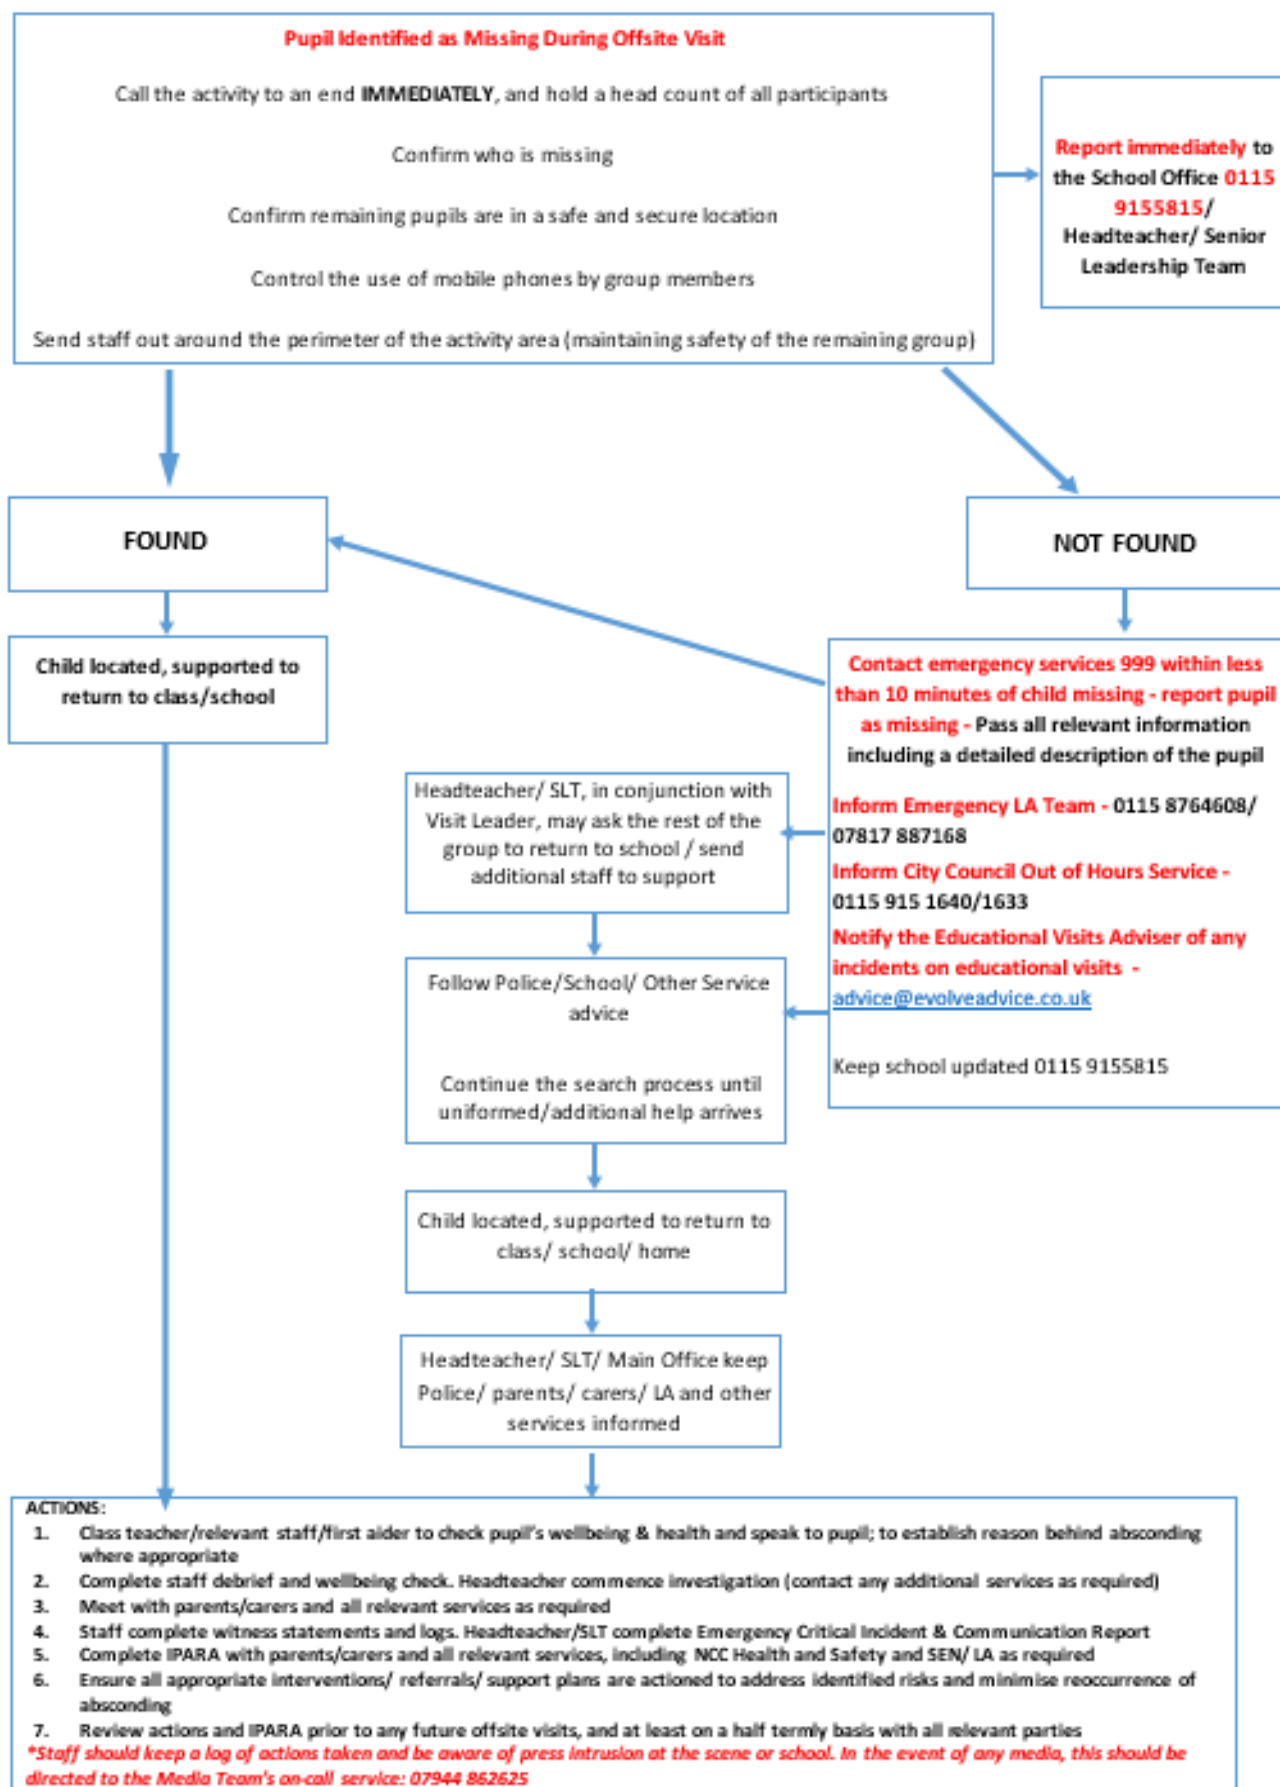 Pupil Identified as Missing During Offsite Visit
Call the activity to an end IMMEDIATELY, and hold a head count of all participants
Confirm who is missing
Confirm remaining pupils are in a safe and secure location
Control the use of mobile phones by group members
Send staff out around the perimeter of the activity area (maintaining safety of the remaining group)
Report immediately to
the School Office 0115
9155815/
Headteacher/ Senior
Leadership Team
FOUND
NOT FOUND
Child located, supported to
return to class/school
Contact emergency services 999 within less
than 10 minutes of child missing - report pupil
as missing - Pass all relevant information
including a detailed description of the pupil
Inform Emergency LA Team - 0115 8764608/
07817 887168
Inform City Council Out of Hours Service -
0115 915 1640/1633
Notify the Educational Visits Adviser of any
incidents on educational visits -
advice@evolveadvice.co.uk
Keep school updated 0115 9155815
Headteacher/ SLT, in conjunction with
Visit Leader, may ask the rest of the
group to return to school / send
additional staff to support
Follow Police/School/ Other Service
advice
Continue the search process until
uniformed/additional help arrives
Child located, supported to return to
class/ school/ home
Headteacher/ SLT/ Main Office keep
Police/ parents/ carers/ LA and other
services informed
ACTIONS:
1. Class teacher/relevant staff/first aider to check pupil's wellbeing & health and speak to pupil; to establish reason behind absconding
where appropriate
2. Complete staff debrief and wellbeing check. Headteacher commence investigation (contact any additional services as required)
3. Meet with parents/carers and all relevant services as required
4. Staff complete witness statements and logs. Headteacher/SLT complete Emergency Critical Incident & Communication Report
5. Complete IPARA with parents/carers and all relevant services, including NCC Health and Safety and SEN/ LA as required
6. Ensure all appropriate interventions/ referrals/ support plans are actioned to address identified risks and minimise reoccurrence of
absconding
7. Review actions and IPARA prior to any future offsite visits, and at least on a half termly basis with all relevant parties
*Staff should keep a log of actions taken and be aware of press intrusion at the scene or school. In the event of any media, this should be
directed to the Media Team's on-call service: 07944 862625